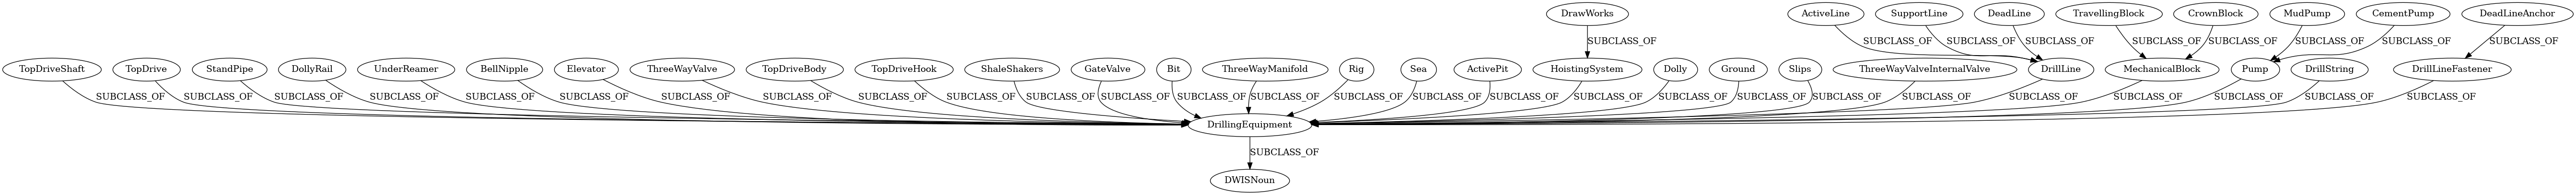 DrawWorks ActiveLine SupportLine DeadLine TravellingBlock CrownBlock MudPump CementPump DeadLineAnchor
SUBCLASS_OF SUBCLASS_OF SUBCLASS_OF SUBCLASS_OF SUBCLASS_OF SUBCLASS_OF SUBCLASS_OF SUBCLASS_OF SUBCLASS_OF
TopDriveShaft TopDrive StandPipe DollyRail UnderReamer BellNipple Elevator ThreeWayValve TopDriveBody TopDriveHook ShaleShakers GateValve Bit ThreeWayManifold Rig Sea ActivePit HoistingSystem Dolly Ground Slips ThreeWayValveInternalValve DrillLine MechanicalBlock Pump DrillString DrillLineFastener
SUBCLASS_OF SUBCLASS_OF SUBCLASS_OF SUBCLASS_OF SUBCLASS_OF SUBCLASS_OF SUBCLASS_OF SUBCLASS_OF SUBCLASS_OF SUBCLASS_OF SUBCLASS_OF SUBCLASS_OF SUBCLASS_OF SUBCLASS_OF SUBCLASS_OF SUBCLASS_OF SUBCLASS_OF SUBCLASS_OF SUBCLASS_OF SUBCLASS_OF SUBCLASS_OF SUBCLASS_OF SUBCLASS_OF SUBCLASS_OF SUBCLASS_OF SUBCLASS_OF SUBCLASS_OF
DrillingEquipment
SUBCLASS_OF
DWISNoun